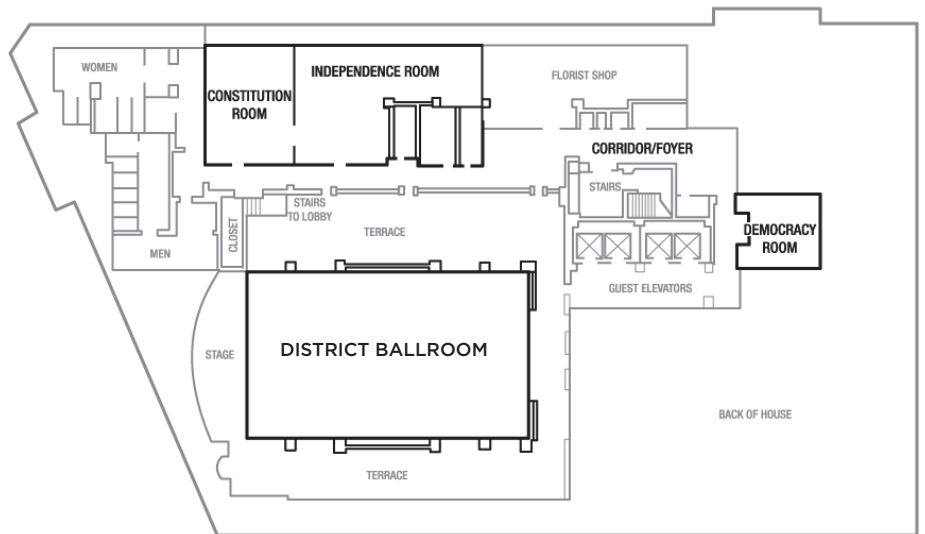 WOMEN
INDEPENDENCE ROOM
FLORIST SHOP
CONSTITUTION
ROOM
CORRIDOR/FOYER
STAIRS
STAIRS
TO LOBBY
CLOSET
TERRACE
DEMOCRACY
ROOM
MEN
GUEST ELEVATORS
STAGE
DISTRICT BALLROOM
BACK OF HOUSE
TERRACE